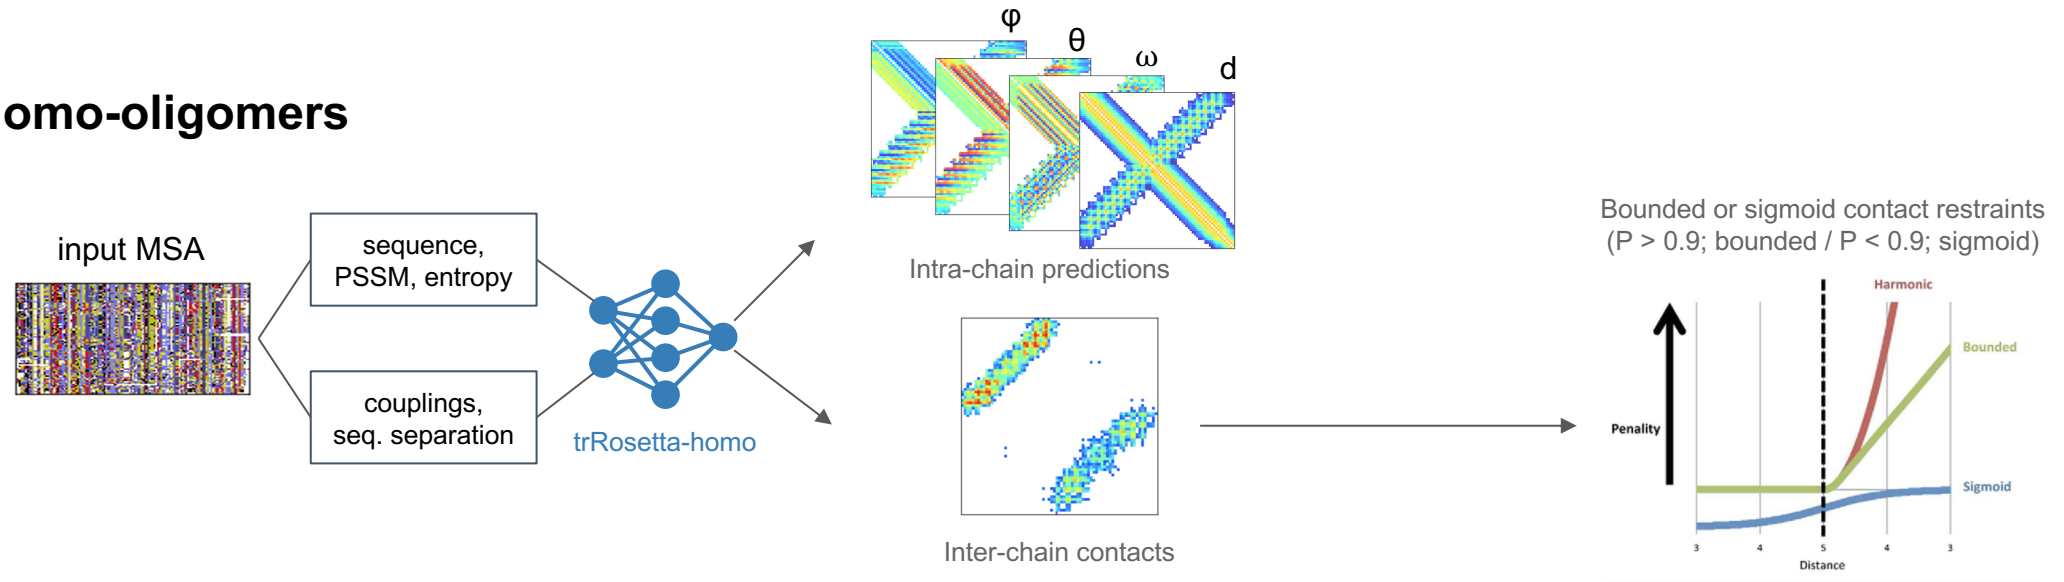 omo-oligomers
input MSA
sequence,
PSSM, entropy
couplings,
seq. separation
trRosetta-homo
φ
θ
ω
d
Intra-chain predictions
Inter-chain contacts
Bounded or sigmoid contact restraints
(P > 0.9; bounded / P < 0.9; sigmoid)
Harmonic
Bounded
Penality
Sigmoid
3 4 5 4 3
Distance